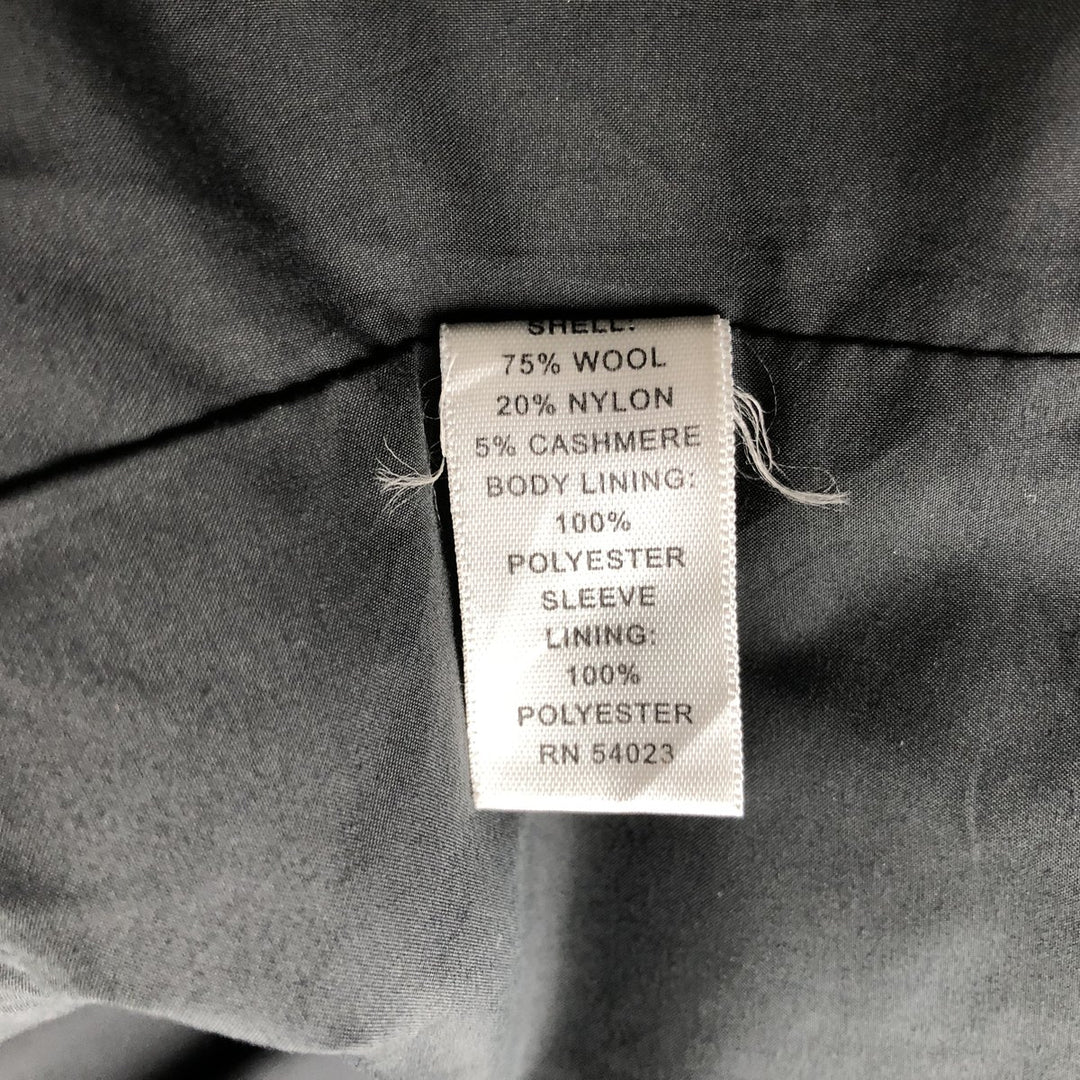 SHELL:
75% WOOL
20% NYLON
5% CASHMERE
BODY LINING:
100%
POLYESTER
SLEEVE
LINING:
100%
POLYESTER
RN 54023